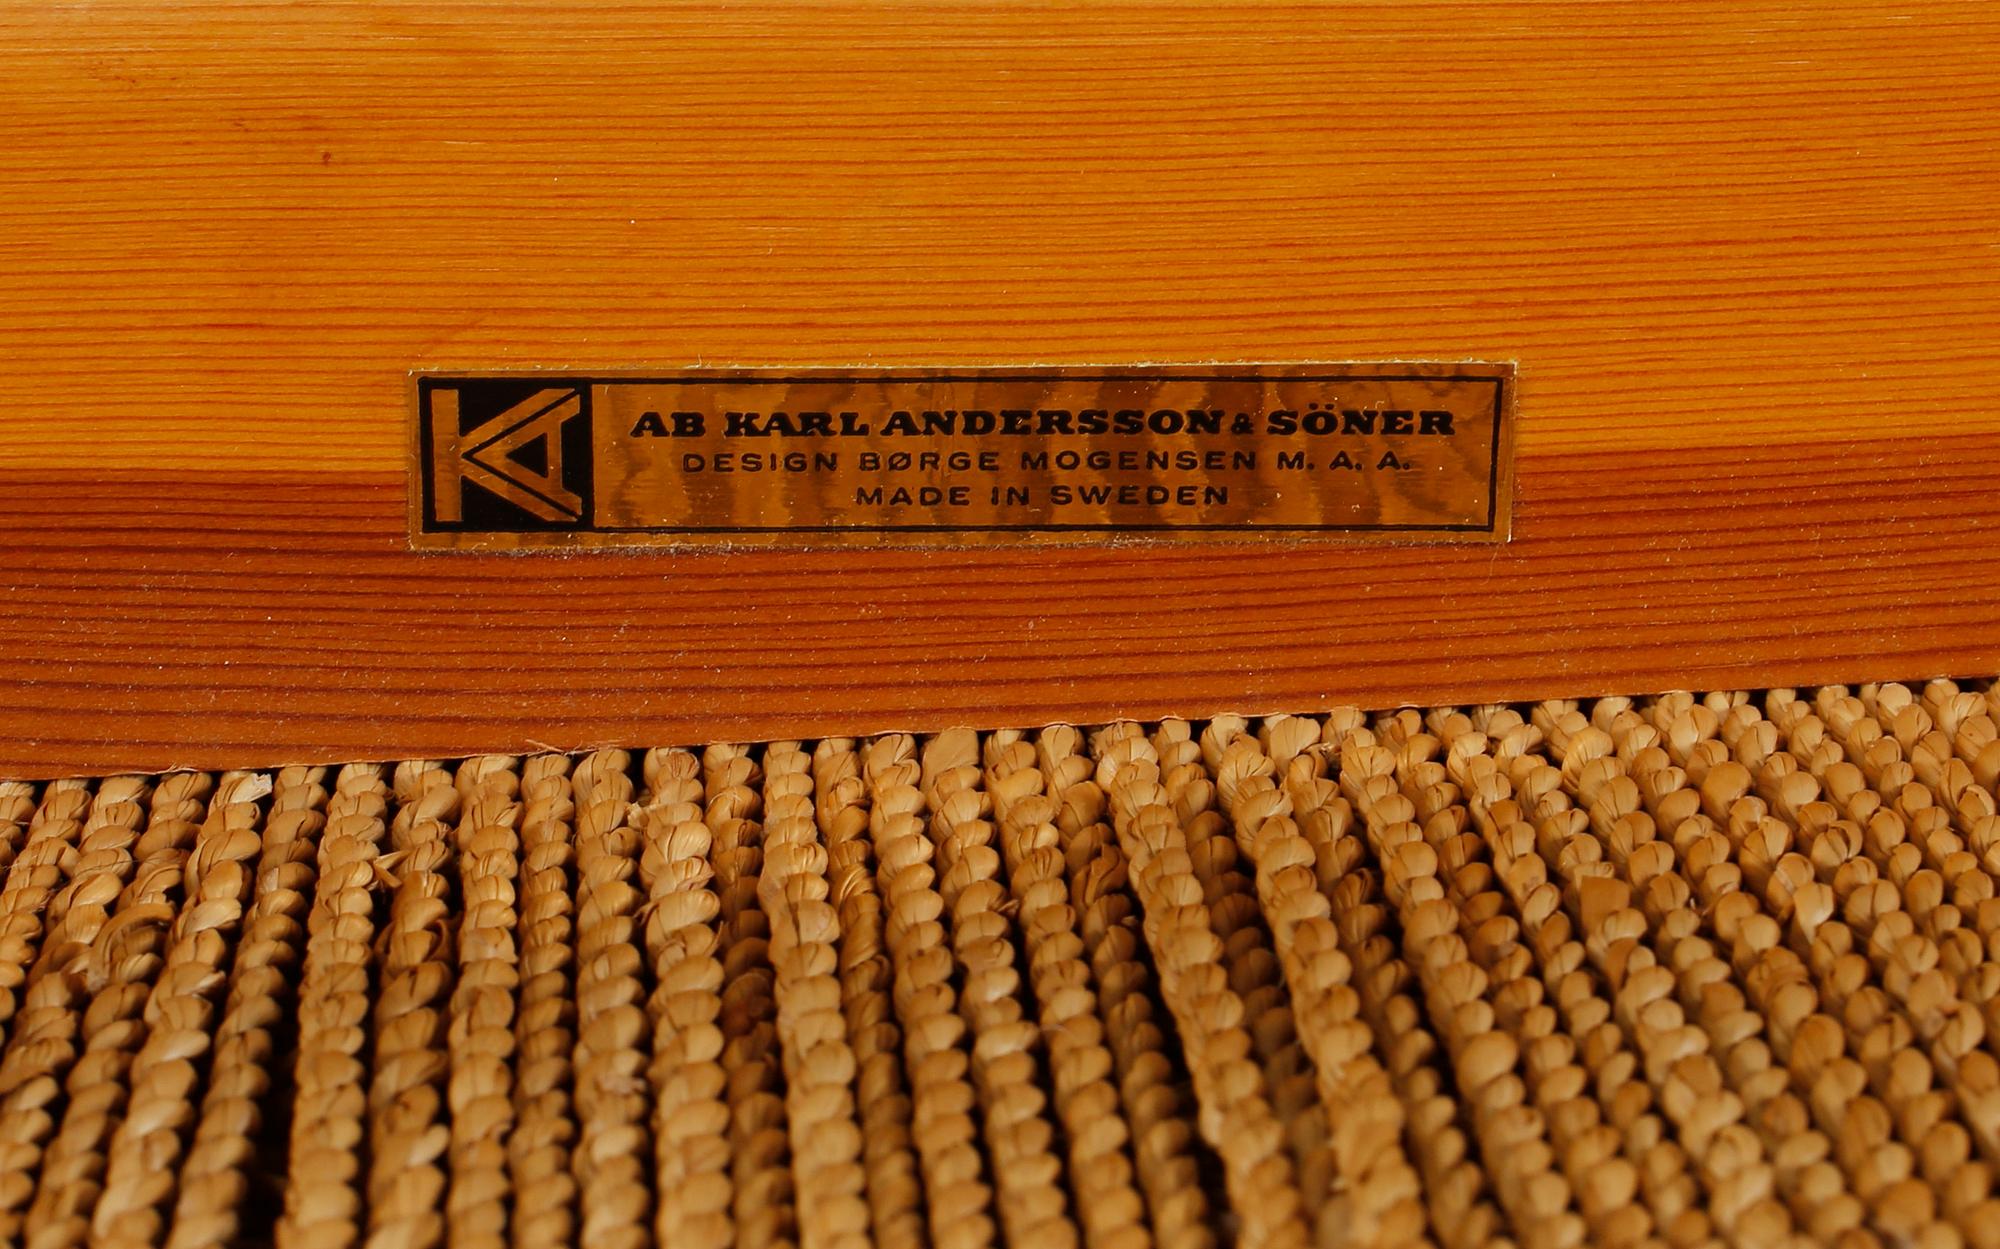 KA
AB KARL ANDERSSON & SÖNER
DESIGN BØRGE MOGENSEN M. A. A.
MADE IN SWEDEN